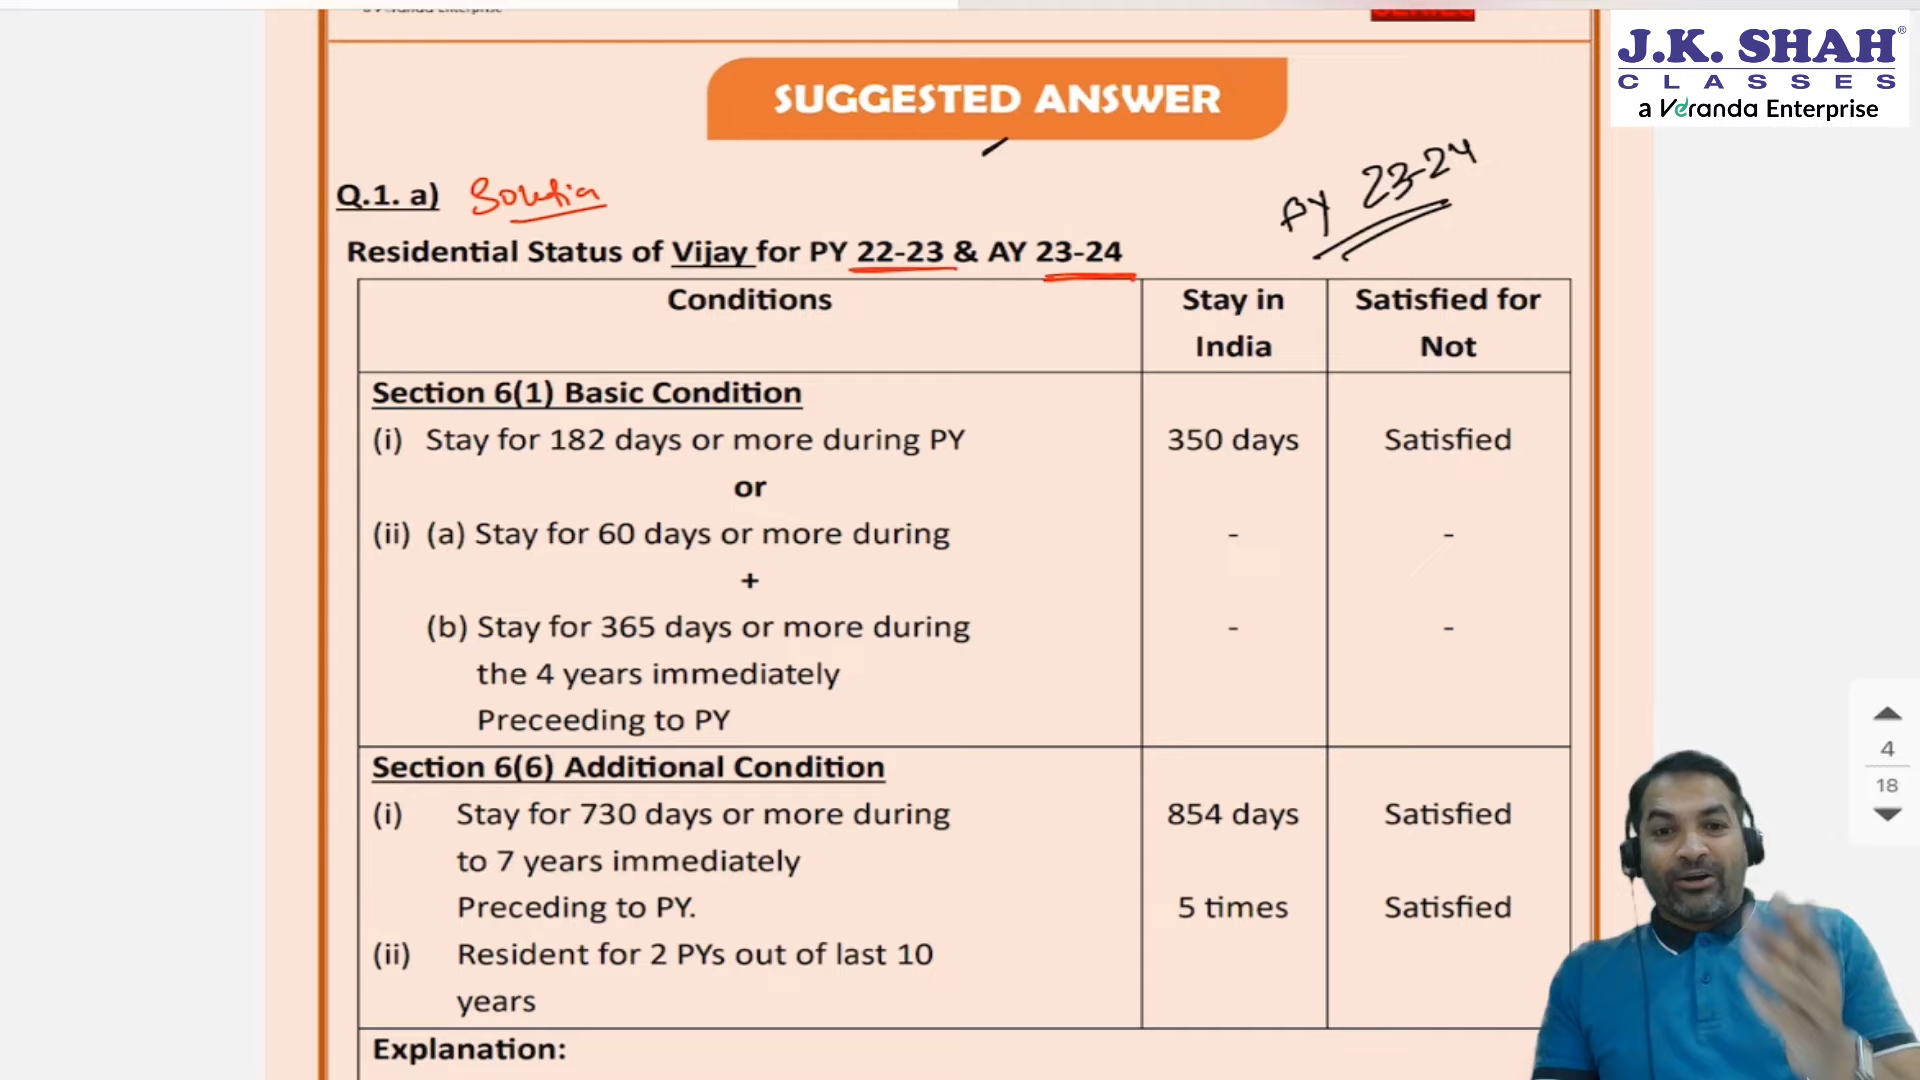 J.K. SHAH®
CLASSES
a Veranda Enterprise
SUGGESTED ANSWER
Q.1. a) Solution
PY 23-24
Residential Status of Vijay for PY 22-23 & AY 23-24
Conditions
Stay in
India
Satisfied for
Not
Section 6(1) Basic Condition
(i) Stay for 182 days or more during PY 350 days Satisfied
or
(ii) (a) Stay for 60 days or more during - -
+
(b) Stay for 365 days or more during - -
the 4 years immediately
Preceeding to PY
Section 6(6) Additional Condition
(i) Stay for 730 days or more during 854 days Satisfied
to 7 years immediately
Preceding to PY. 5 times Satisfied
(ii) Resident for 2 PYs out of last 10
years
Explanation:
4
18